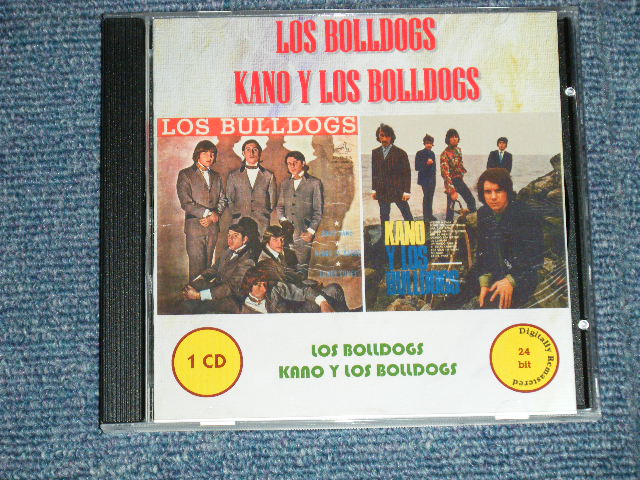 LOS BOLLDOGS
KANO Y LOS BOLLDOGS
LOS BULLDOGS
KANO
Y LOS
BULLDOGS
1 CD
LOS BOLLDOGS
KANO Y LOS BOLLDOGS
Digitally Remastered
24
bit